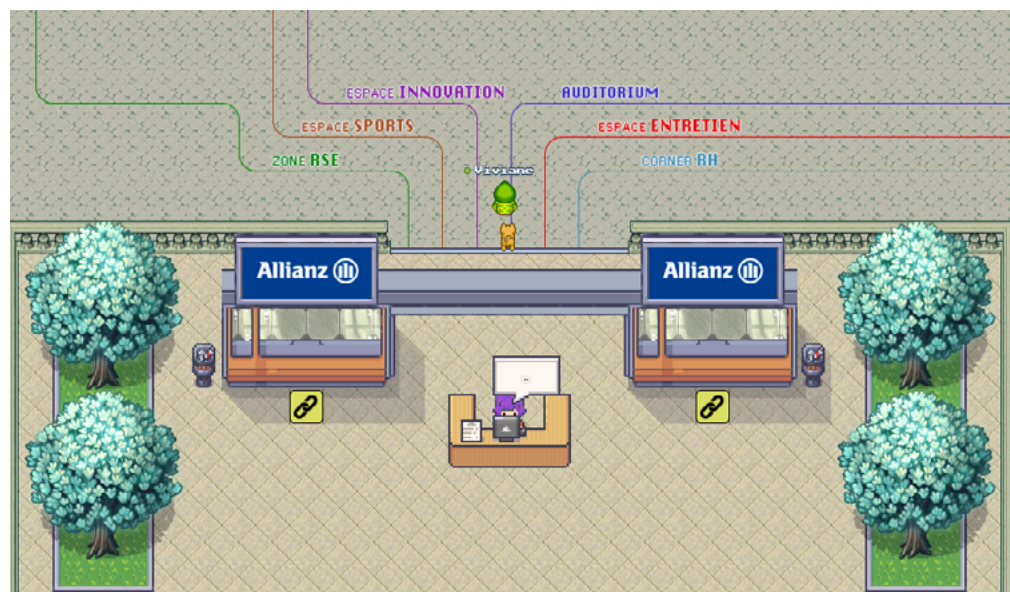 ESPACE INNOVATION
AUDITORIUM
ESPACE SPORTS
ESPACE ENTRETIEN
ZONE RSE
CORNER RH
Viviane
Allianz
Allianz